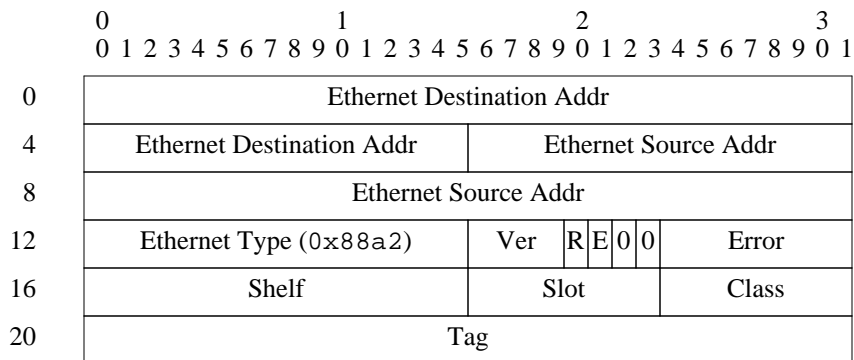 0 1 2 3
0 1 2 3 4 5 6 7 8 9 0 1 2 3 4 5 6 7 8 9 0 1 2 3 4 5 6 7 8 9 0 1
0 Ethernet Destination Addr
4 Ethernet Destination Addr Ethernet Source Addr
8 Ethernet Source Addr
12 Ethernet Type (0x88a2) Ver R E 0 0 Error
16 Shelf Slot Class
20 Tag